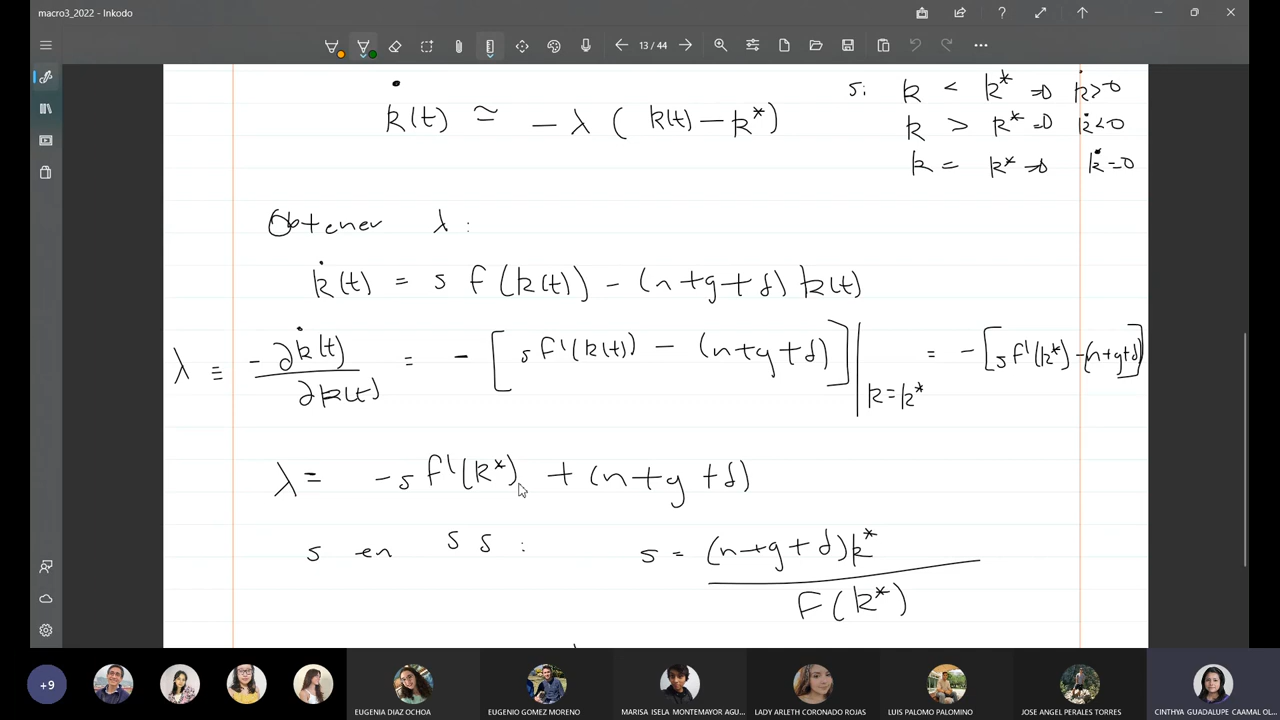 macro3_2022 - Inkodo
13 / 44
k̇(t) ≃ - λ ( k(t) - k*)
si k < k* ⇒ k̇>0
k > k* ⇒ k̇<0
k = k* ⇒ k̇=0
Obtener λ :
k̇(t) = s f(k(t)) - (n+g+δ) k(t)
λ ≡ -∂k̇(t) / ∂k(t) = - [s f'(k(t)) - (n+g+δ)] | k=k* = - [s f'(k*) - (n+g+δ)]
λ = - s f'(k*) + (n+g+δ)
s en SS : s = (n+g+δ)k* / F(k*)
+9
EUGENIA DIAZ OCHOA
EUGENIO GOMEZ MORENO
MARISA ISELA MONTEMAYOR AGU...
LADY ARLETH CORONADO ROJAS
LUIS PALOMO PALOMINO
JOSE ANGEL PERALES TORRES
CINTHYA GUADALUPE CAAMAL OL...